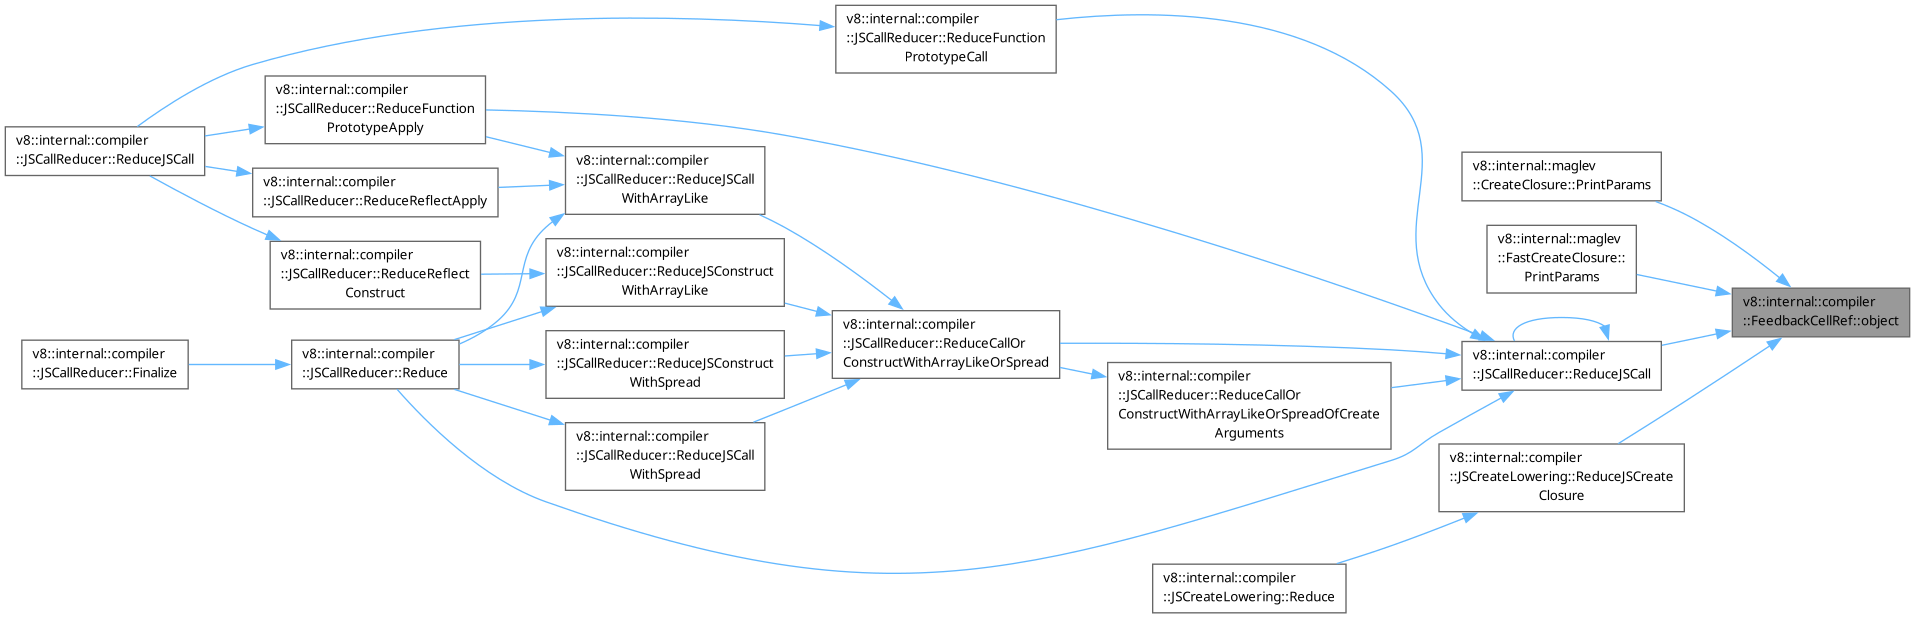 v8::internal::compiler
::JSCallReducer::ReduceFunction
PrototypeCall
v8::internal::compiler
::JSCallReducer::ReduceFunction
PrototypeApply
v8::internal::compiler
::JSCallReducer::ReduceJSCall
v8::internal::compiler
::JSCallReducer::ReduceJSCall
WithArrayLike
v8::internal::maglev
::CreateClosure::PrintParams
v8::internal::compiler
::JSCallReducer::ReduceReflectApply
v8::internal::maglev
::FastCreateClosure::
PrintParams
v8::internal::compiler
::JSCallReducer::ReduceReflect
Construct
v8::internal::compiler
::JSCallReducer::ReduceJSConstruct
WithArrayLike
v8::internal::compiler
::FeedbackCellRef::object
v8::internal::compiler
::JSCallReducer::ReduceCallOr
ConstructWithArrayLikeOrSpread
v8::internal::compiler
::JSCallReducer::Finalize
v8::internal::compiler
::JSCallReducer::Reduce
v8::internal::compiler
::JSCallReducer::ReduceJSConstruct
WithSpread
v8::internal::compiler
::JSCallReducer::ReduceJSCall
v8::internal::compiler
::JSCallReducer::ReduceCallOr
ConstructWithArrayLikeOrSpreadOfCreate
Arguments
v8::internal::compiler
::JSCallReducer::ReduceJSCall
WithSpread
v8::internal::compiler
::JSCreateLowering::ReduceJSCreate
Closure
v8::internal::compiler
::JSCreateLowering::Reduce